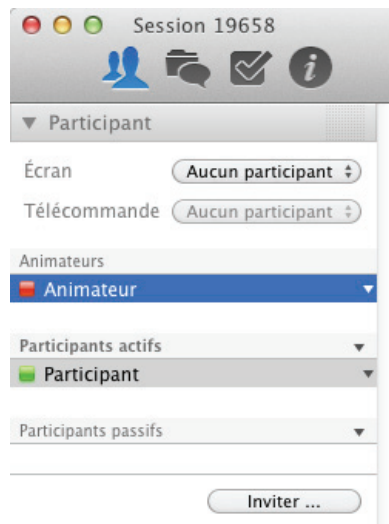 Session 19658
Participant
Écran Aucun participant
Télécommande Aucun participant
Animateurs
Animateur
Participants actifs
Participant
Participants passifs
Inviter ...